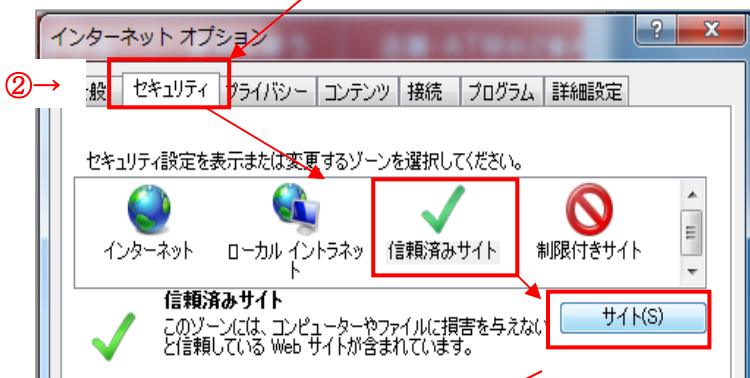 インターネット オプション
②→
般 セキュリティ プライバシー コンテンツ 接続 プログラム 詳細設定
セキュリティ設定を表示または変更するゾーンを選択してください。
インターネット
ローカル イントラネッ
ト
信頼済みサイト
制限付きサイト
信頼済みサイト
このゾーンには、コンピューターやファイルに損害を与えない
と信頼している Web サイトが含まれています。
サイト(S)